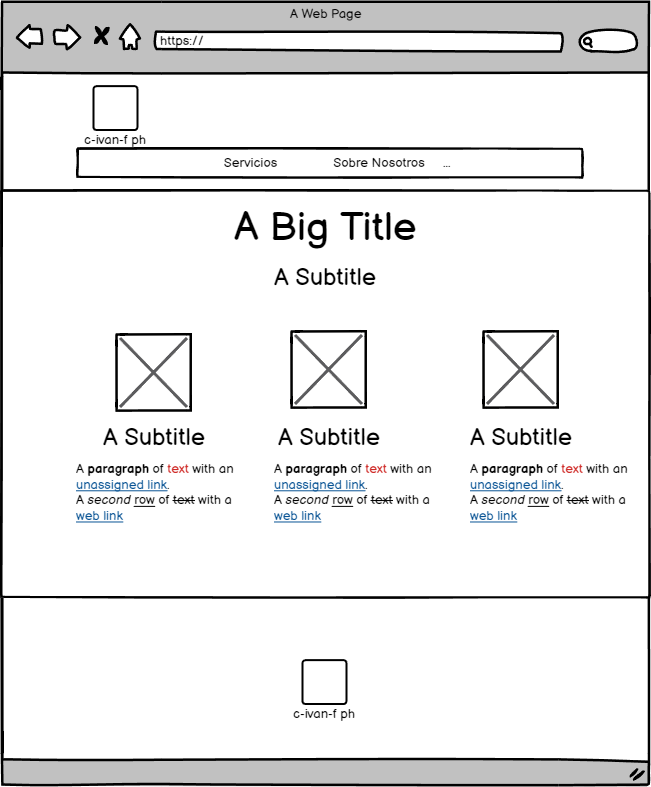 A Web Page
https://
c-ivan-f ph
Servicios Sobre Nosotros ...
A Big Title
A Subtitle
A Subtitle
A paragraph of text with an
unassigned link.
A second row of text with a
web link
A Subtitle
A paragraph of text with an
unassigned link.
A second row of text with a
web link
A Subtitle
A paragraph of text with an
unassigned link.
A second row of text with a
web link
c-ivan-f ph